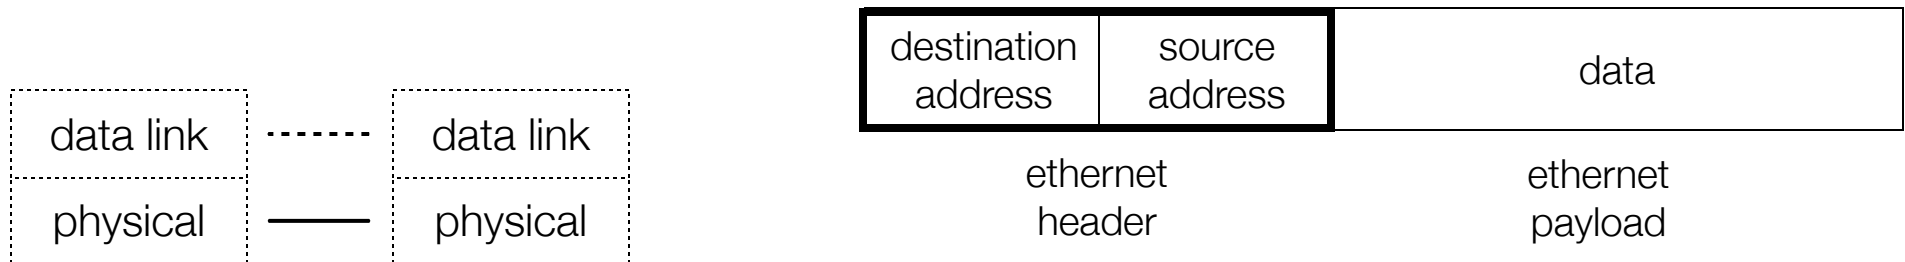 data link
data link
physical
physical
destination
address
source
address
data
ethernet
header
ethernet
payload